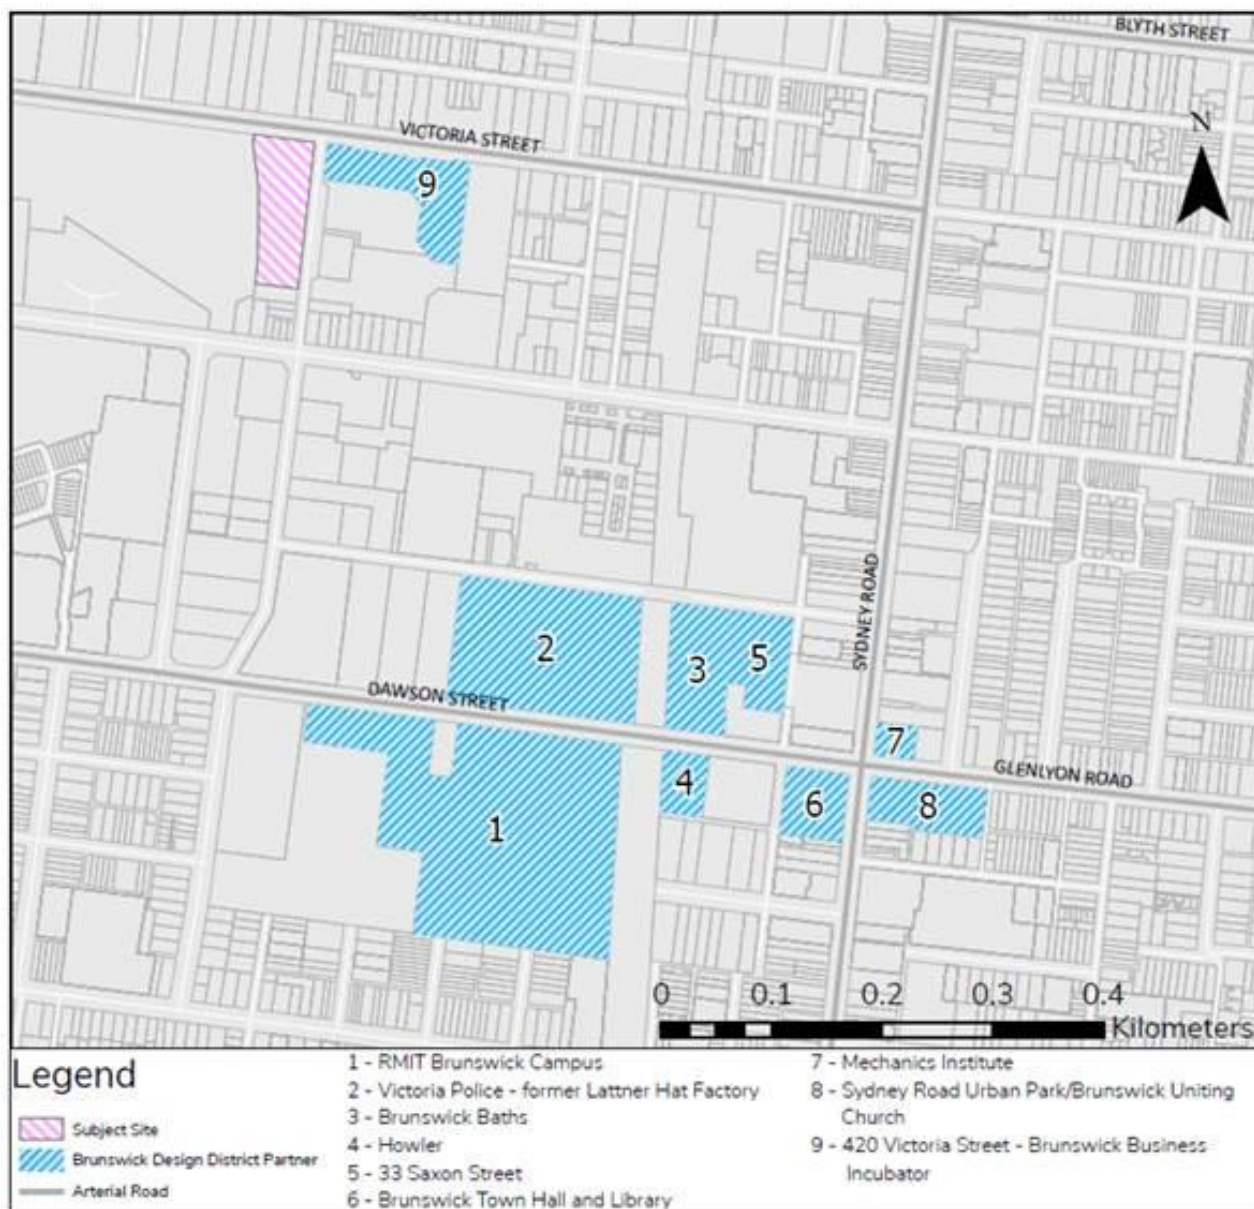 BLYTH STREET
N
VICTORIA STREET
9
SYDNEY ROAD
2
3
5
DAWSON STREET
7
GLENLYON ROAD
4
6
8
1
0 0.1 0.2 0.3 0.4
Kilometers
Legend
Subject Site
Brunswick Design District Partner
Arterial Road
1 - RMIT Brunswick Campus
2 - Victoria Police - former Lattner Hat Factory
3 - Brunswick Baths
4 - Howler
5 - 33 Saxon Street
6 - Brunswick Town Hall and Library
7 - Mechanics Institute
8 - Sydney Road Urban Park/Brunswick Uniting
Church
9 - 420 Victoria Street - Brunswick Business
Incubator